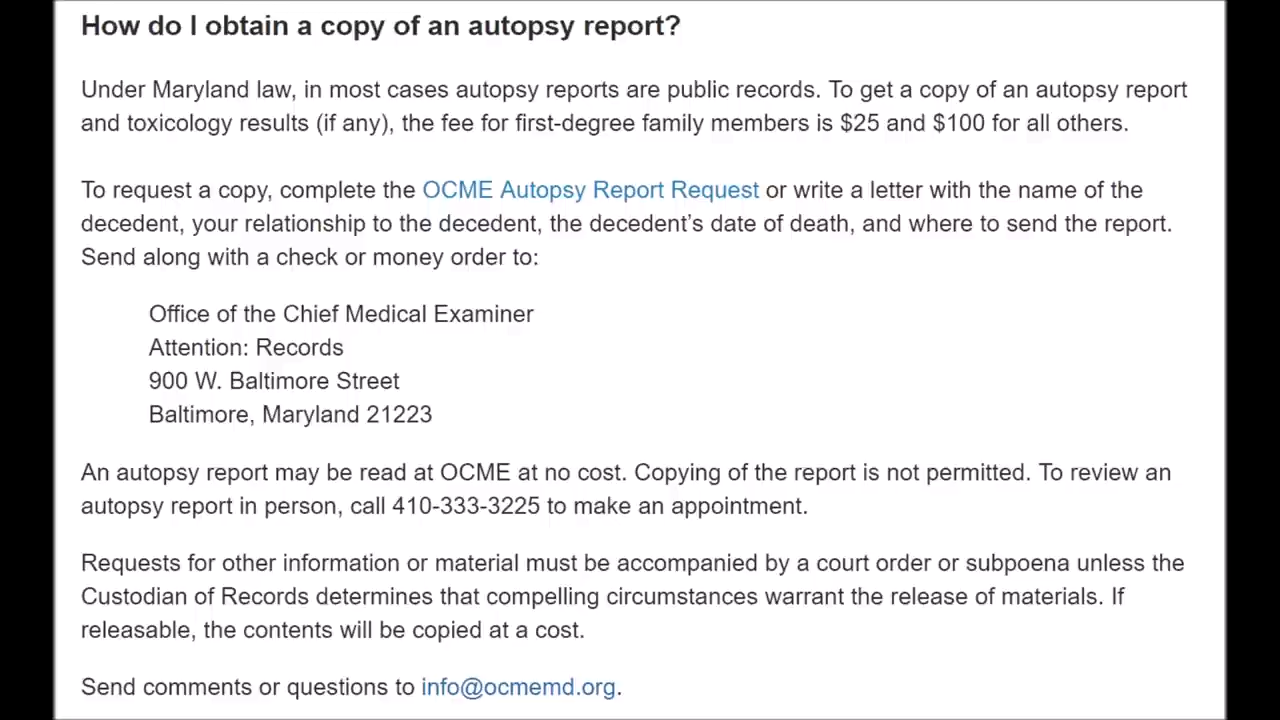 How do I obtain a copy of an autopsy report?
Under Maryland law, in most cases autopsy reports are public records. To get a copy of an autopsy report
and toxicology results (if any), the fee for first-degree family members is $25 and $100 for all others.
To request a copy, complete the OCME Autopsy Report Request or write a letter with the name of the
decedent, your relationship to the decedent, the decedent’s date of death, and where to send the report.
Send along with a check or money order to:
Office of the Chief Medical Examiner
Attention: Records
900 W. Baltimore Street
Baltimore, Maryland 21223
An autopsy report may be read at OCME at no cost. Copying of the report is not permitted. To review an
autopsy report in person, call 410-333-3225 to make an appointment.
Requests for other information or material must be accompanied by a court order or subpoena unless the
Custodian of Records determines that compelling circumstances warrant the release of materials. If
releasable, the contents will be copied at a cost.
Send comments or questions to info@ocmemd.org.